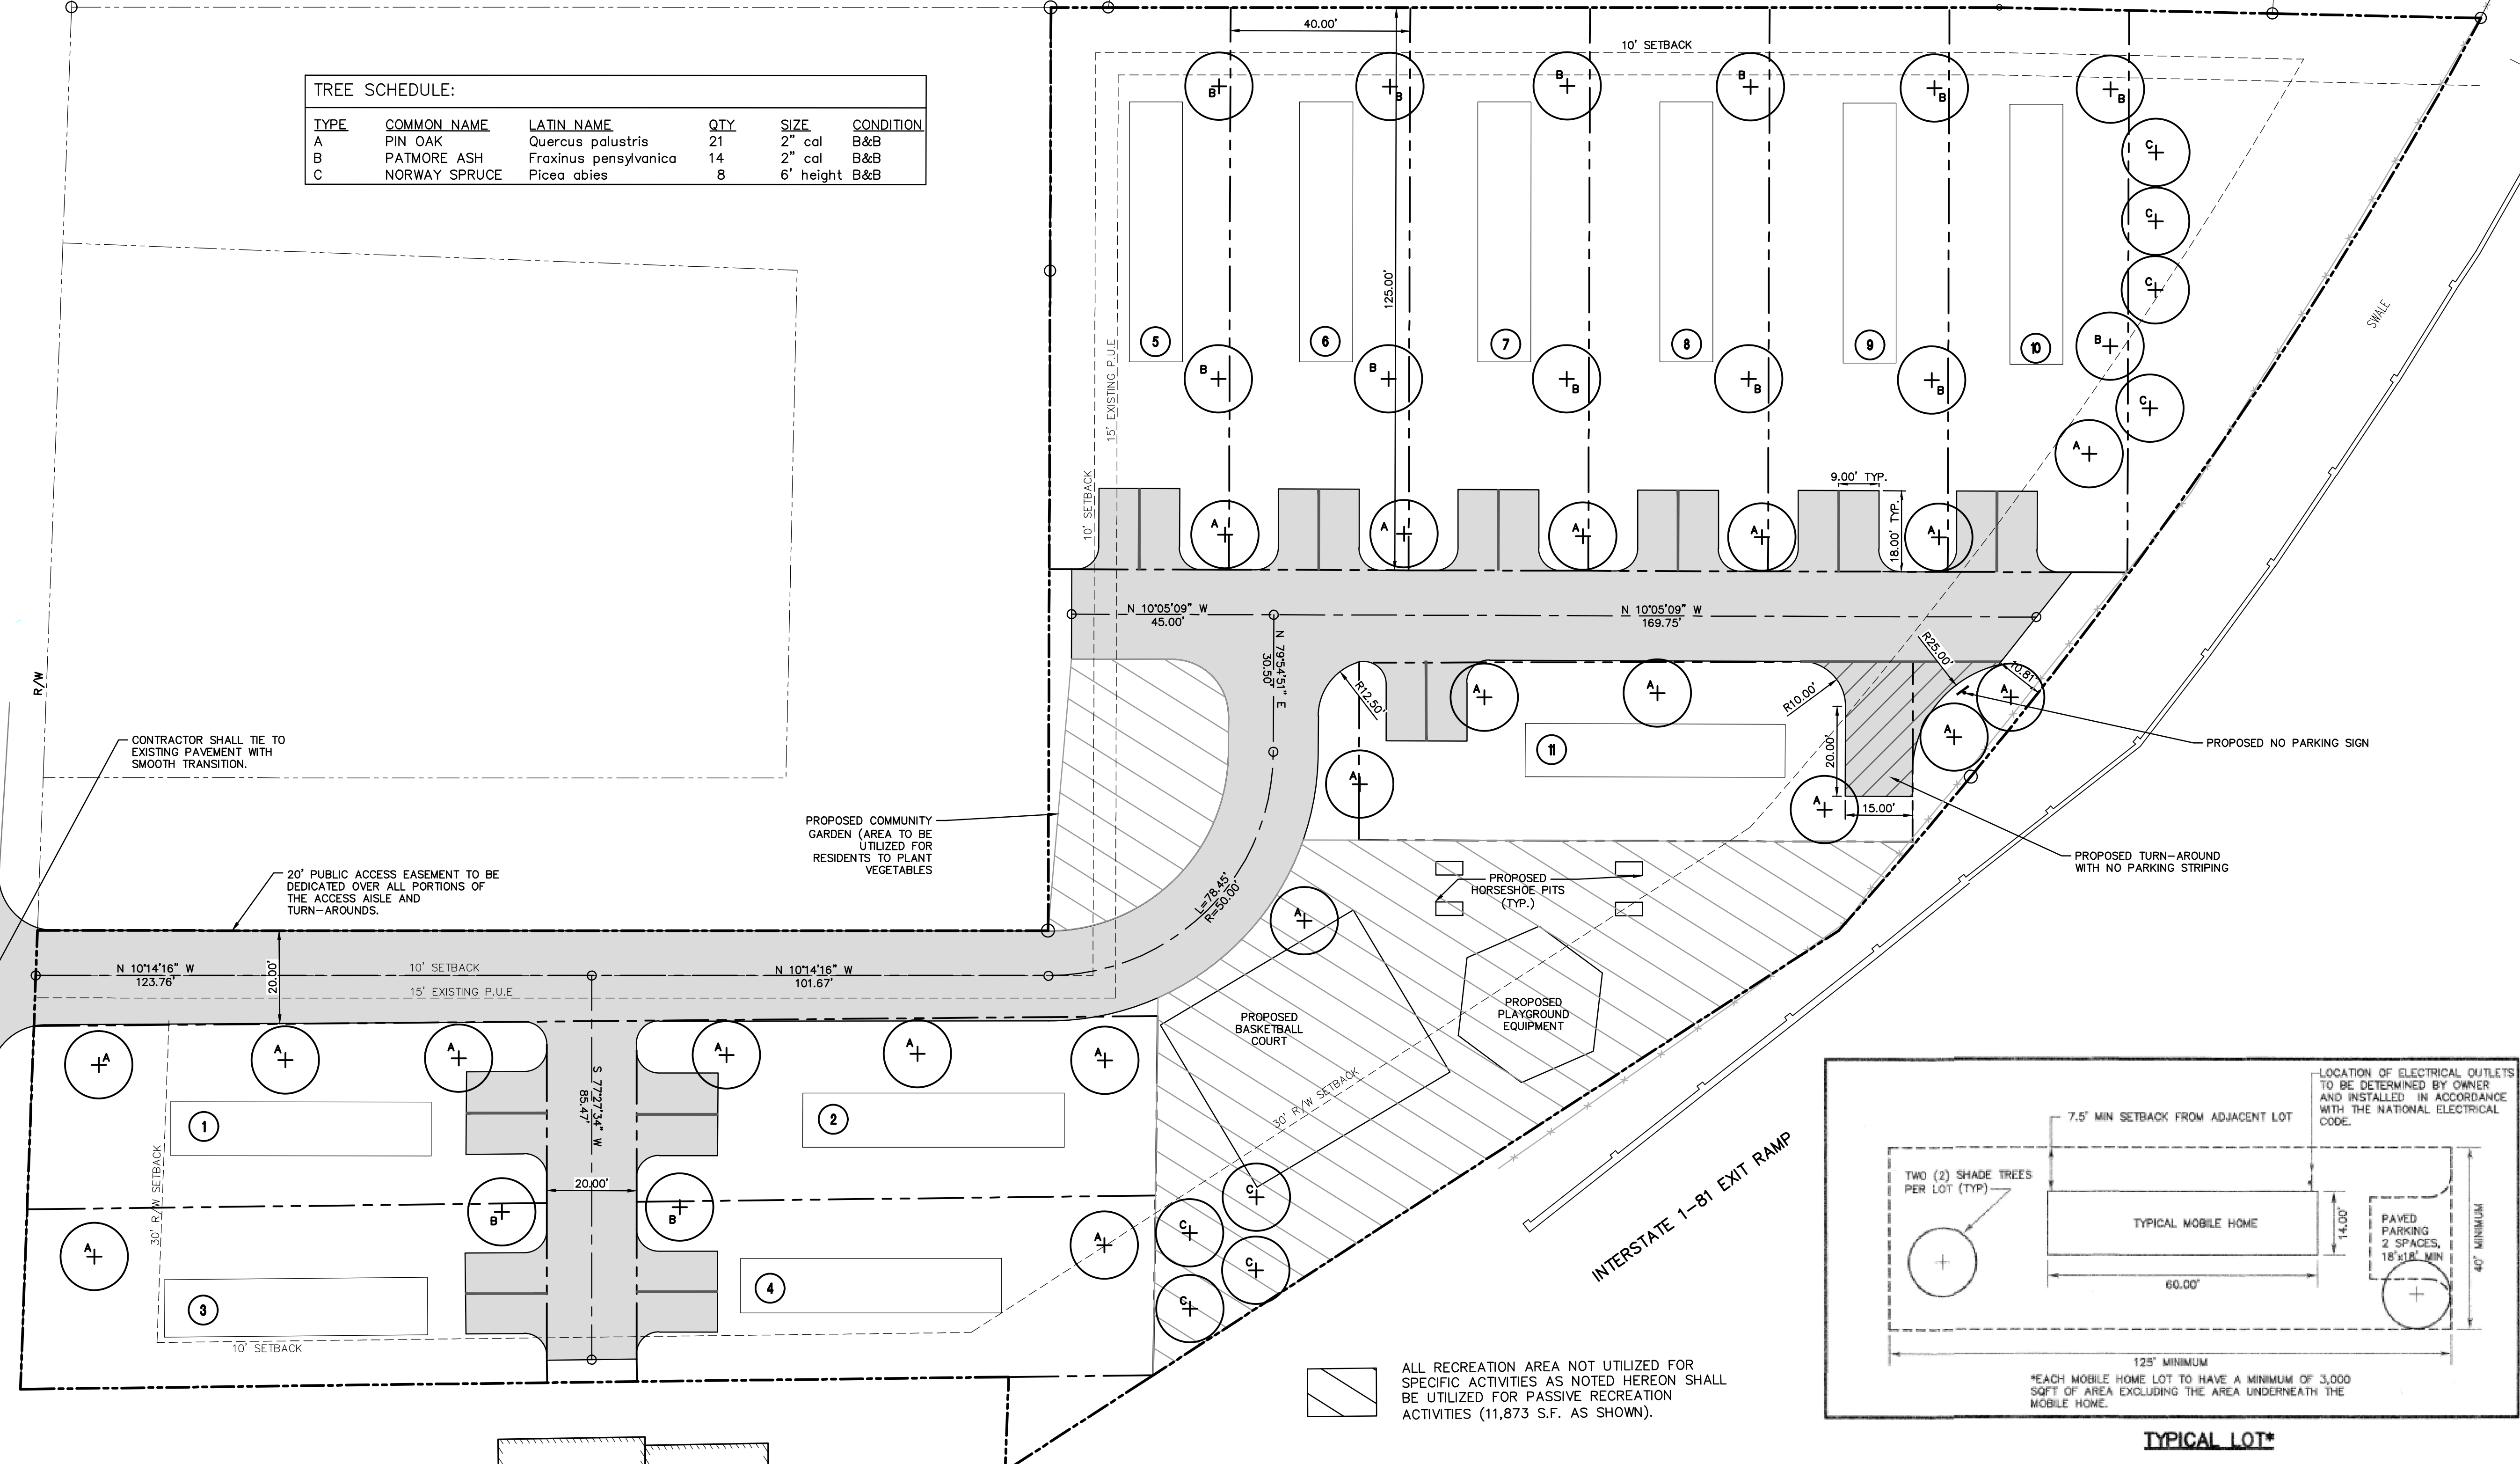 TREE SCHEDULE:
TYPE COMMON NAME LATIN NAME QTY SIZE CONDITION
A PIN OAK Quercus palustris 21 2" cal B&B
B PATMORE ASH Fraxinus pensylvanica 14 2" cal B&B
C NORWAY SPRUCE Picea abies 8 6' height B&B
40.00'
10' SETBACK
B
B
B
B
B
B
C
C
C
125.00'
SWALE
5
6
7
8
9
10
B
B
B
B
B
B
B
C
A
15' EXISTING P.U.E
10' SETBACK
9.00' TYP.
18.00' TYP.
A
A
A
A
A
N 10°05'09" W
45.00'
N 10°05'09" W
169.75'
N 79°54'51" E
30.50'
R12.50'
A
A
R10.00'
R25.00'
10.81'
A
A
PROPOSED NO PARKING SIGN
R/W
CONTRACTOR SHALL TIE TO
EXISTING PAVEMENT WITH
SMOOTH TRANSITION.
11
A
20.00'
15.00'
A
PROPOSED COMMUNITY
GARDEN (AREA TO BE
UTILIZED FOR
RESIDENTS TO PLANT
VEGETABLES
PROPOSED TURN-AROUND
WITH NO PARKING STRIPING
20' PUBLIC ACCESS EASEMENT TO BE
DEDICATED OVER ALL PORTIONS OF
THE ACCESS AISLE AND
TURN-AROUNDS.
PROPOSED
HORSESHOE PITS
(TYP.)
L=78.45'
R=50.00'
A
N 10°14'16" W
123.76'
20.00'
10' SETBACK
15' EXISTING P.U.E
N 10°14'16" W
101.67'
PROPOSED
BASKETBALL
COURT
PROPOSED
PLAYGROUND
EQUIPMENT
A
A
A
A
A
A
S 77°27'34" W
85.47'
1
2
30' R/W SETBACK
30' R/W SETBACK
20.00'
B
B
A
A
C
C
C
C
3
4
10' SETBACK
INTERSTATE 1-81 EXIT RAMP
ALL RECREATION AREA NOT UTILIZED FOR
SPECIFIC ACTIVITIES AS NOTED HEREON SHALL
BE UTILIZED FOR PASSIVE RECREATION
ACTIVITIES (11,873 S.F. AS SHOWN).
LOCATION OF ELECTRICAL OUTLETS
TO BE DETERMINED BY OWNER
AND INSTALLED IN ACCORDANCE
WITH THE NATIONAL ELECTRICAL
CODE.
7.5' MIN SETBACK FROM ADJACENT LOT
TWO (2) SHADE TREES
PER LOT (TYP)
TYPICAL MOBILE HOME
14.00'
PAVED
PARKING
2 SPACES,
18'x18' MIN
40' MINIMUM
60.00'
125' MINIMUM
*EACH MOBILE HOME LOT TO HAVE A MINIMUM OF 3,000
SQFT OF AREA EXCLUDING THE AREA UNDERNEATH THE
MOBILE HOME.
TYPICAL LOT*